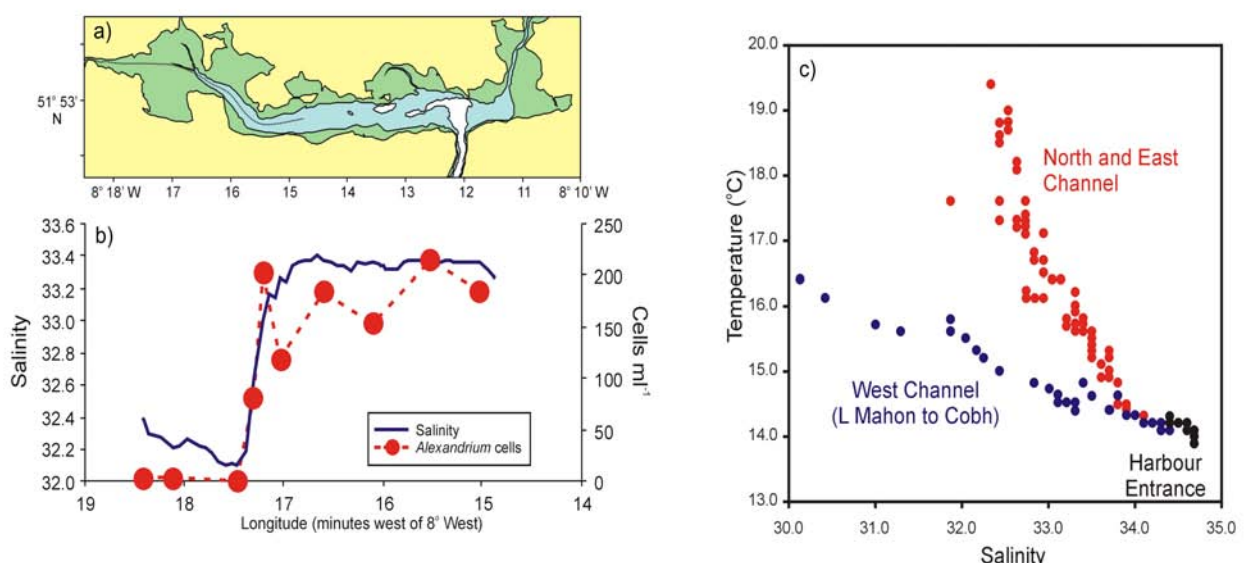 a)
51° 53'
N
8° 18' W 17 16 15 14 13 12 11 8° 10' W
b)
33.6
33.4
33.2
33.0
32.8
32.6
32.4
32.2
32.0
Salinity
250
200
150
100
50
0
Cells ml-1
Salinity
Alexandrium cells
19 18 17 16 15 14
Longitude (minutes west of 8° West)
c)
20.0
19.0
18.0
17.0
16.0
15.0
14.0
13.0
Temperature (°C)
North and East
Channel
West Channel
(L Mahon to Cobh)
Harbour
Entrance
30.0 31.0 32.0 33.0 34.0 35.0
Salinity